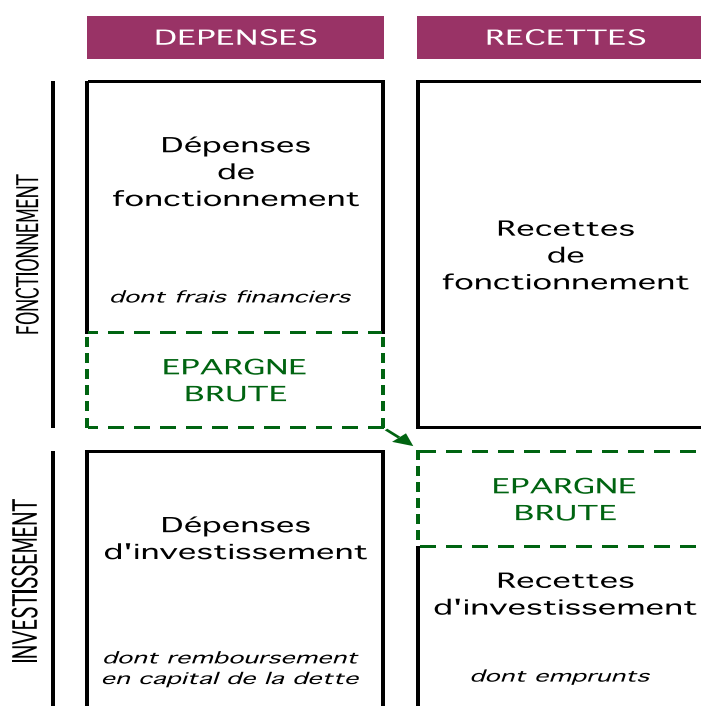 DEPENSES
RECETTES
FONCTIONNEMENT
Dépenses
de
fonctionnement
dont frais financiers
EPARGNE
BRUTE
Recettes
de
fonctionnement
INVESTISSEMENT
Dépenses
d'investissement
dont remboursement
en capital de la dette
EPARGNE
BRUTE
Recettes
d'investissement
dont emprunts